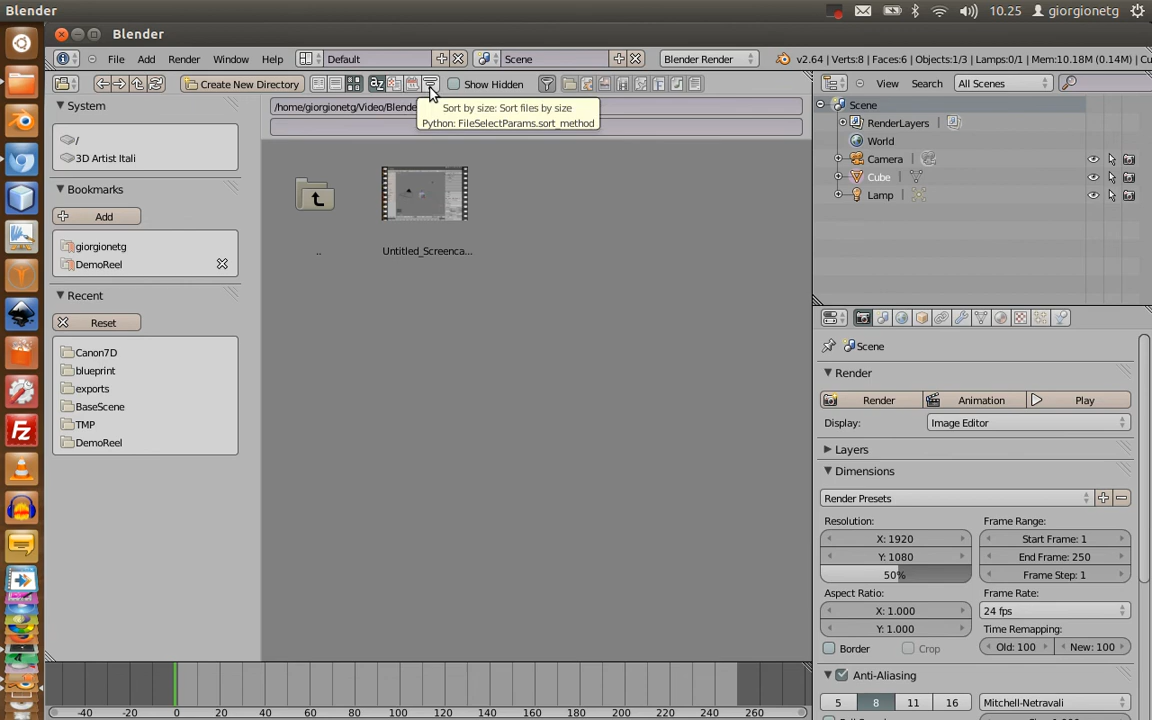 Blender
10.25 giorgionetg
Blender
File Add Render Window Help Default Scene Blender Render v2.64 | Verts:8 | Faces:6 | Objects:1/3 | Lamps:0/1 | Mem:10.18M (0.14M) | Cu
Create New Directory Show Hidden View Search All Scenes
System
/home/giorgionetg/Video/Blende
Sort by size: Sort files by size
Python: FileSelectParams.sort_method
/
3D Artist Itali
Bookmarks
Add
giorgionetg
DemoReel
Recent
Reset
Canon7D
blueprint
exports
BaseScene
TMP
DemoReel
..
Untitled_Screenca...
-40 -20 0 20 40 60 80 100 120 140 160 180 200 220 240 260 280
Scene
RenderLayers
World
Camera
Cube
Lamp
Scene
Render
Render Animation Play
Display: Image Editor
Layers
Dimensions
Render Presets
Resolution: Frame Range:
X: 1920 Start Frame: 1
Y: 1080 End Frame: 250
50% Frame Step: 1
Aspect Ratio: Frame Rate:
X: 1.000 24 fps
Y: 1.000 Time Remapping:
Border Crop Old: 100 New: 100
Anti-Aliasing
5 8 11 16 Mitchell-Netravali